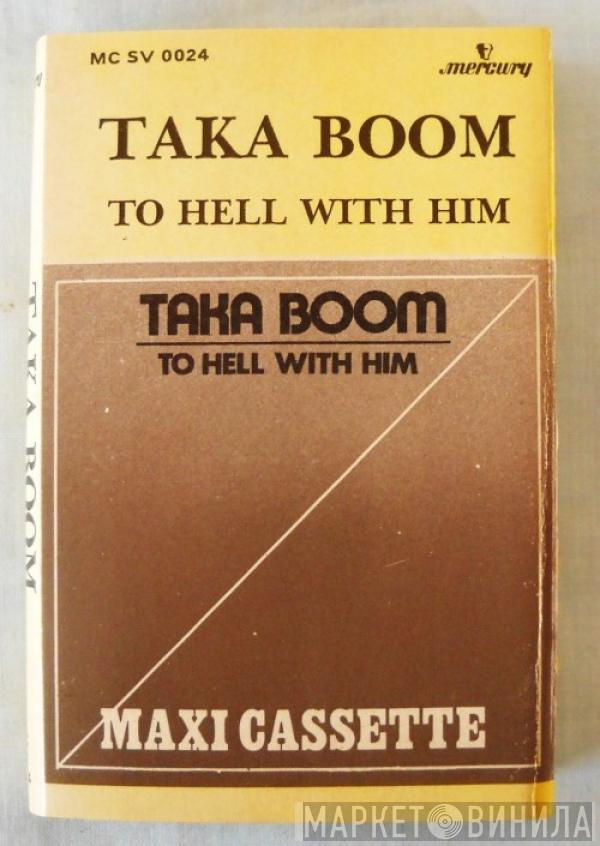 MC SV 0024
mercury
TAKA BOOM
TO HELL WITH HIM
TAKA BOOM
TO HELL WITH HIM
TAKA BOOM
MAXI CASSETTE
МАРКЕТ ВИНИЛА